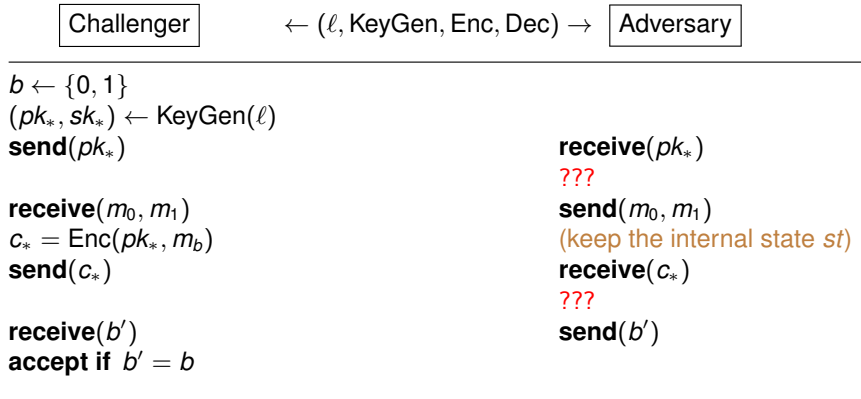 Challenger ← (ℓ, KeyGen, Enc, Dec) → Adversary
b ← {0, 1}
(pk∗, sk∗) ← KeyGen(ℓ)
send(pk∗) receive(pk∗)
???
receive(m₀, m₁) send(m₀, m₁)
c∗ = Enc(pk∗, m_b) (keep the internal state st)
send(c∗) receive(c∗)
???
receive(b′) send(b′)
accept if b′ = b